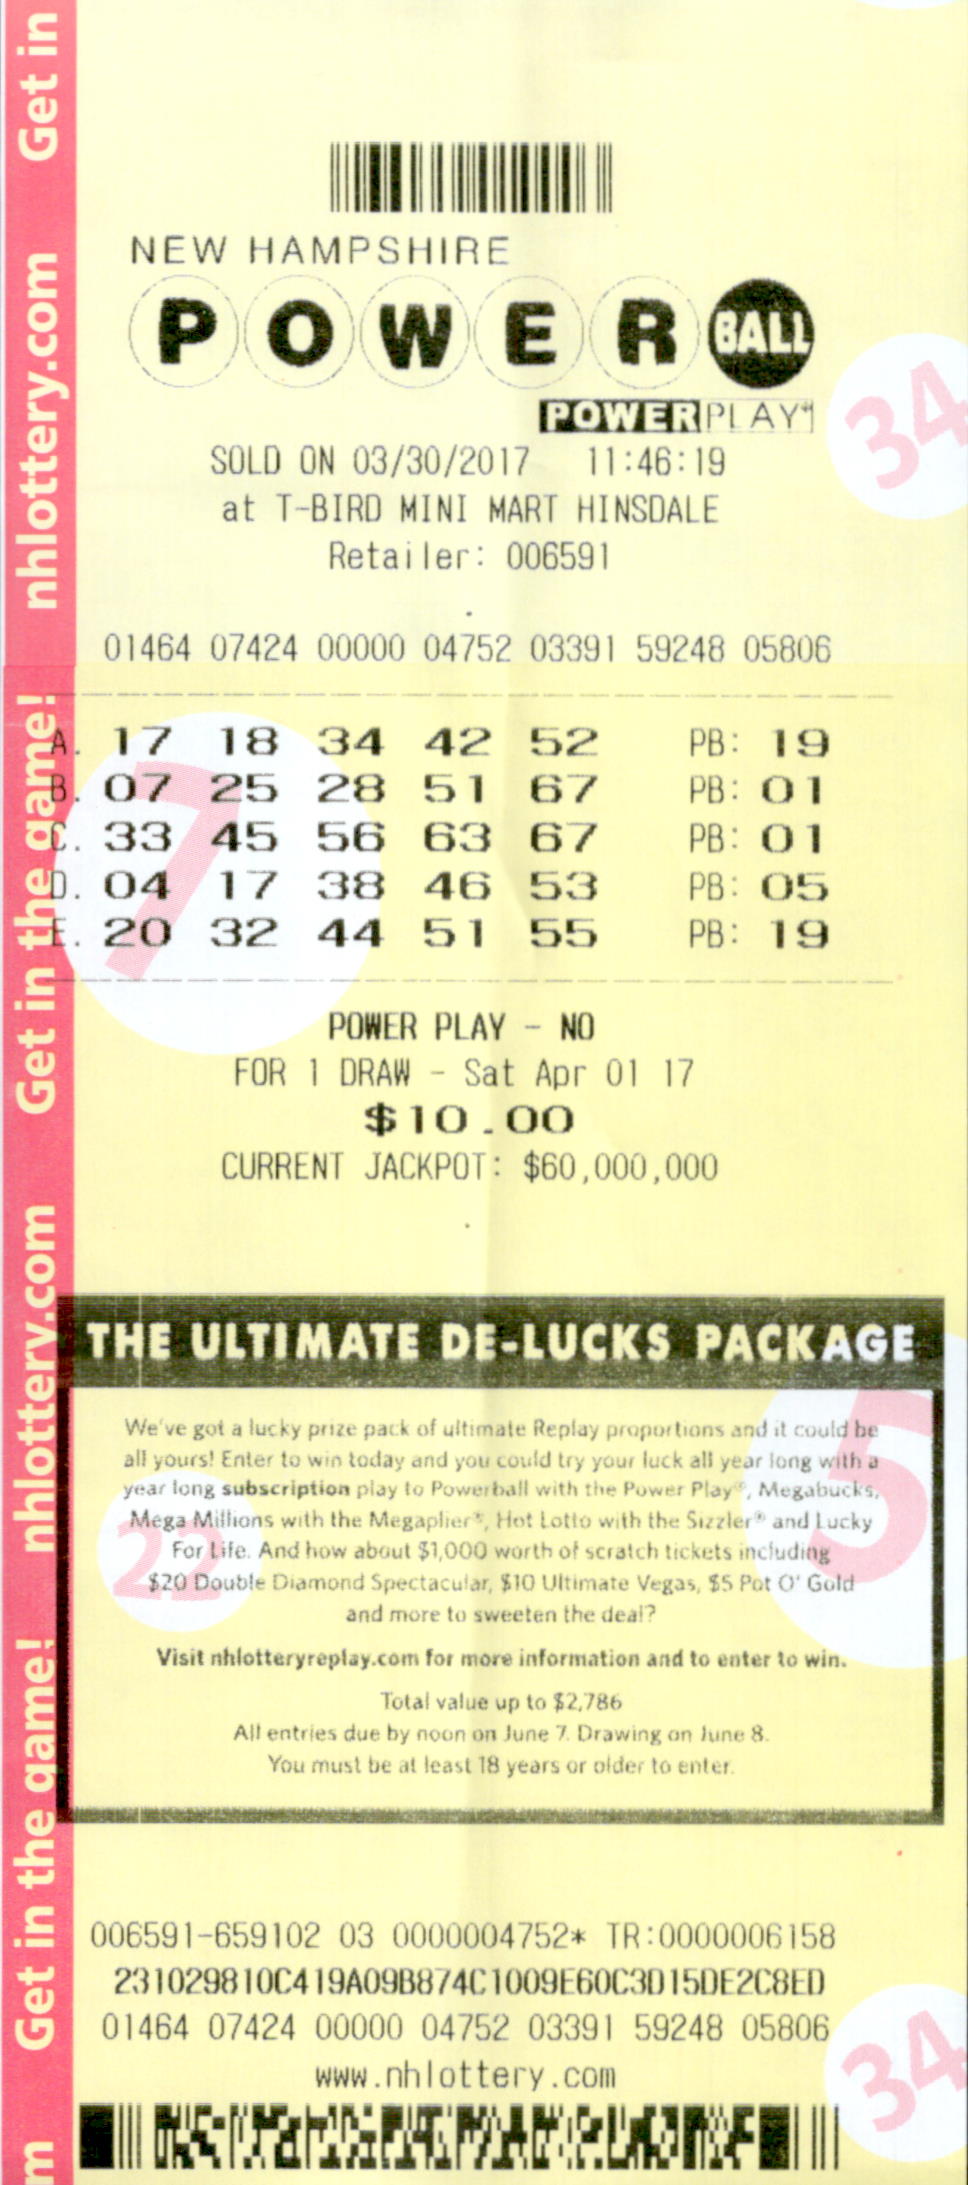 NEW HAMPSHIRE
POWER BALL
POWERPLAY
SOLD ON 03/30/2017 11:46:19
at T-BIRD MINI MART HINSDALE
Retailer: 006591
01464 07424 00000 04752 03391 59248 05806
A. 17 18 34 42 52 PB: 19
B. 07 25 28 51 67 PB: 01
C. 33 45 56 63 67 PB: 01
D. 04 17 38 46 53 PB: 05
E. 20 32 44 51 55 PB: 19
POWER PLAY - NO
FOR 1 DRAW - Sat Apr 01 17
$10.00
CURRENT JACKPOT: $60,000,000
THE ULTIMATE DE-LUCKS PACKAGE
We've got a lucky prize pack of ultimate Replay proportions and it could be
all yours! Enter to win today and you could try your luck all year long with a
year long subscription play to Powerball with the Power Play®, Megabucks,
Mega Millions with the Megaplier®, Hot Lotto with the Sizzler® and Lucky
For Life. And how about $1,000 worth of scratch tickets including
$20 Double Diamond Spectacular, $10 Ultimate Vegas, $5 Pot O' Gold
and more to sweeten the deal?
Visit nhlotteryreplay.com for more information and to enter to win.
Total value up to $2,786
All entries due by noon on June 7. Drawing on June 8.
You must be at least 18 years or older to enter.
006591-659102 03 0000004752* TR:0000006158
231029810C419A09B874C1009E60C3D15DE2C8ED
01464 07424 00000 04752 03391 59248 05806
www.nhlottery.com
Get in
nhlottery.com
Get in the game!
nhlottery.com
Get in the game!
m
34
7
5
22
34